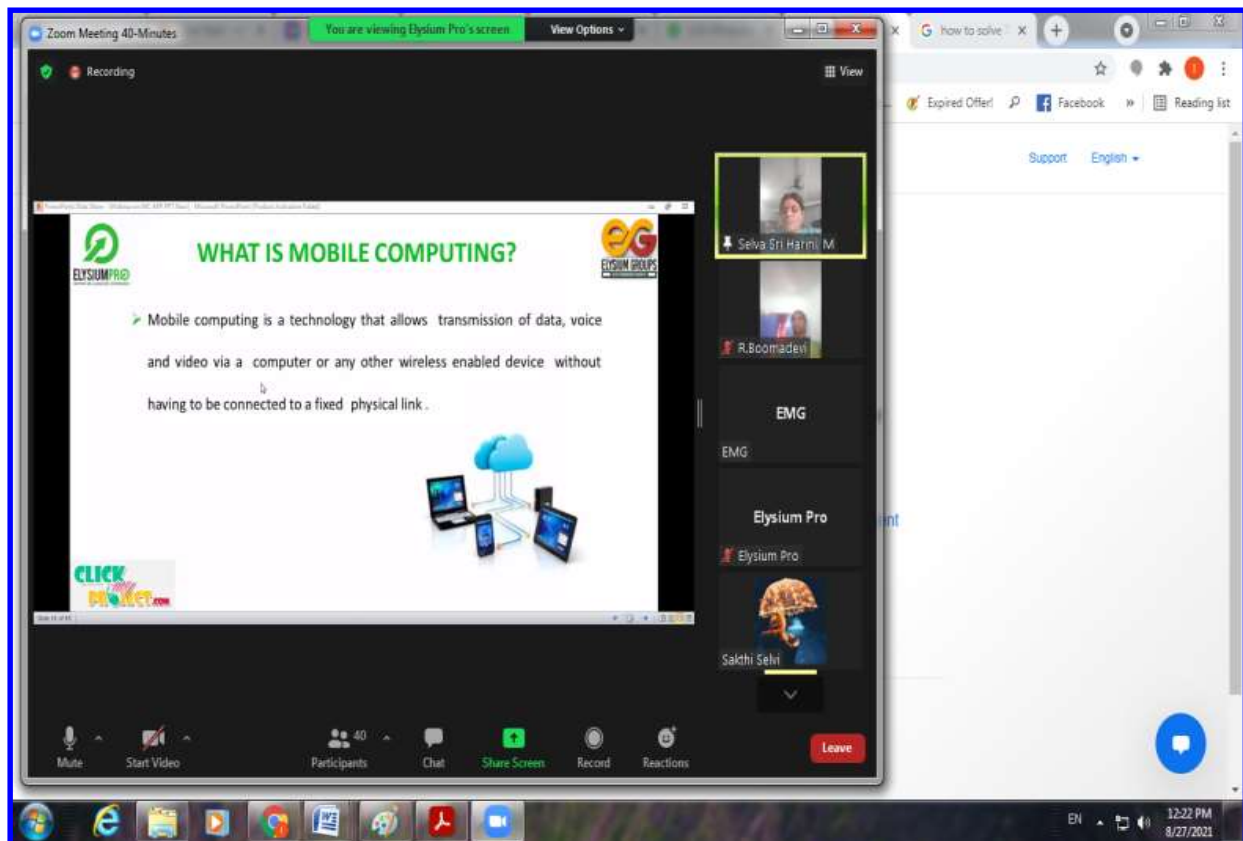 Zoom Meeting 40-Minutes
You are viewing Elysium Pro's screen
View Options
G how to solve
Recording
View
Expired Offer!
Facebook
»
Reading list
Support
English
ELYSIUMPRO
WHAT IS MOBILE COMPUTING?
ELYSIUM GROUPS
Mobile computing is a technology that allows transmission of data, voice
and video via a computer or any other wireless enabled device without
having to be connected to a fixed physical link .
CLICK
my
PROJECT.COM
Selva Sri Harini M
R.Boomadevi
EMG
EMG
Elysium Pro
Elysium Pro
Sakthi Selvi
Mute
Start Video
40
Participants
Chat
Share Screen
Record
Reactions
Leave
EN
12:22 PM
8/27/2021